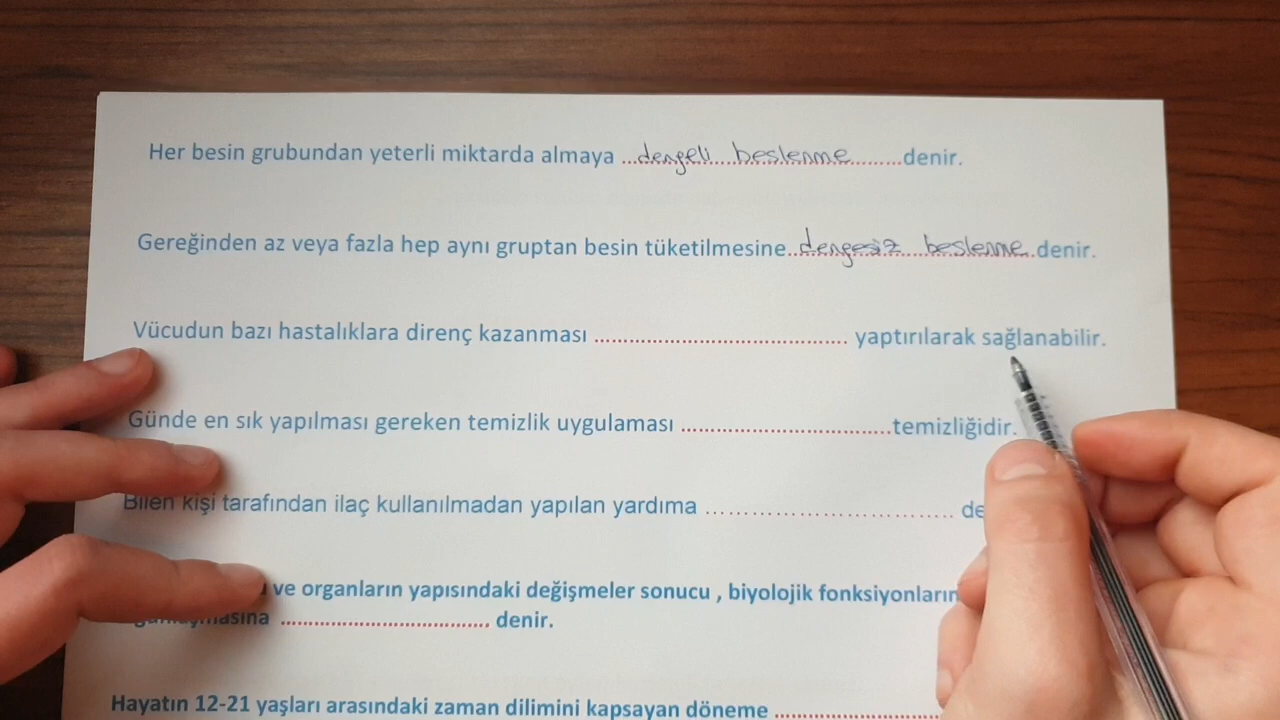 Her besin grubundan yeterli miktarda almaya ...dengeli beslenme.........denir.
Gereğinden az veya fazla hep aynı gruptan besin tüketilmesine..dengesiz beslenme.denir.
Vücudun bazı hastalıklara direnç kazanması ........................................ yaptırılarak sağlanabilir.
Günde en sık yapılması gereken temizlik uygulaması .................................temizliğidir.
Bilen kişi tarafından ilaç kullanılmadan yapılan yardıma ................................. de
ve organların yapısındaki değişmeler sonucu , biyolojik fonksiyonların
................................. denir.
Hayatın 12-21 yaşları arasındaki zaman dilimini kapsayan döneme ..........................